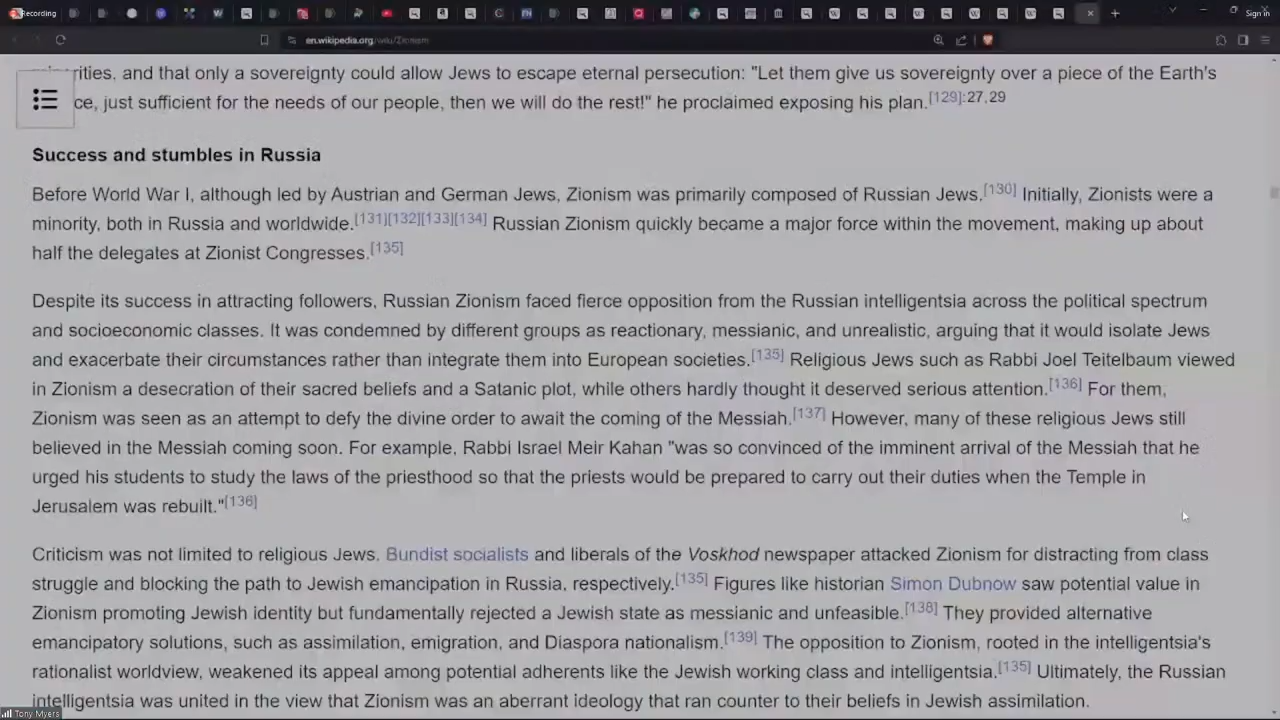 Recording
Sign in
en.wikipedia.org/wiki/Zionism
rities, and that only a sovereignty could allow Jews to escape eternal persecution: "Let them give us sovereignty over a piece of the Earth's
ce, just sufficient for the needs of our people, then we will do the rest!" he proclaimed exposing his plan.[129]:27,29
Success and stumbles in Russia
Before World War I, although led by Austrian and German Jews, Zionism was primarily composed of Russian Jews.[130] Initially, Zionists were a
minority, both in Russia and worldwide.[131][132][133][134] Russian Zionism quickly became a major force within the movement, making up about
half the delegates at Zionist Congresses.[135]
Despite its success in attracting followers, Russian Zionism faced fierce opposition from the Russian intelligentsia across the political spectrum
and socioeconomic classes. It was condemned by different groups as reactionary, messianic, and unrealistic, arguing that it would isolate Jews
and exacerbate their circumstances rather than integrate them into European societies.[135] Religious Jews such as Rabbi Joel Teitelbaum viewed
in Zionism a desecration of their sacred beliefs and a Satanic plot, while others hardly thought it deserved serious attention.[136] For them,
Zionism was seen as an attempt to defy the divine order to await the coming of the Messiah.[137] However, many of these religious Jews still
believed in the Messiah coming soon. For example, Rabbi Israel Meir Kahan "was so convinced of the imminent arrival of the Messiah that he
urged his students to study the laws of the priesthood so that the priests would be prepared to carry out their duties when the Temple in
Jerusalem was rebuilt."[136]
Criticism was not limited to religious Jews. Bundist socialists and liberals of the Voskhod newspaper attacked Zionism for distracting from class
struggle and blocking the path to Jewish emancipation in Russia, respectively.[135] Figures like historian Simon Dubnow saw potential value in
Zionism promoting Jewish identity but fundamentally rejected a Jewish state as messianic and unfeasible.[138] They provided alternative
emancipatory solutions, such as assimilation, emigration, and Diaspora nationalism.[139] The opposition to Zionism, rooted in the intelligentsia's
rationalist worldview, weakened its appeal among potential adherents like the Jewish working class and intelligentsia.[135] Ultimately, the Russian
intelligentsia was united in the view that Zionism was an aberrant ideology that ran counter to their beliefs in Jewish assimilation.
Tony Myers